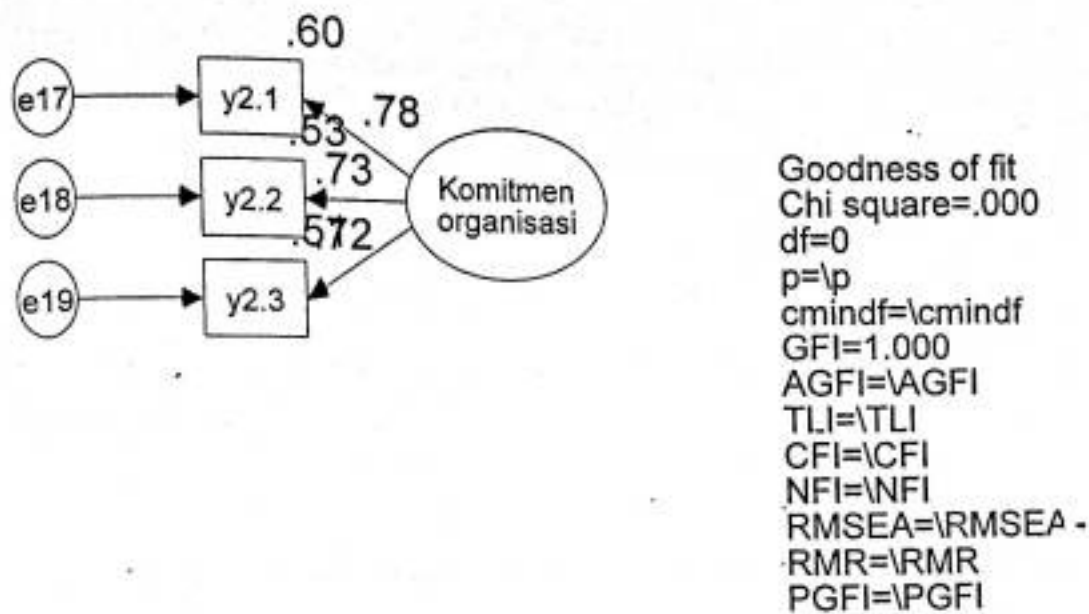 .60
e17
y2.1
.78
.53
e18
y2.2
.73
Komitmen
organisasi
.72
e19
y2.3
Goodness of fit
Chi square=.000
df=0
p=\p
cmindf=\cmindf
GFI=1.000
AGFI=\AGFI
TLI=\TLI
CFI=\CFI
NFI=\NFI
RMSEA=\RMSEA
RMR=\RMR
PGFI=\PGFI